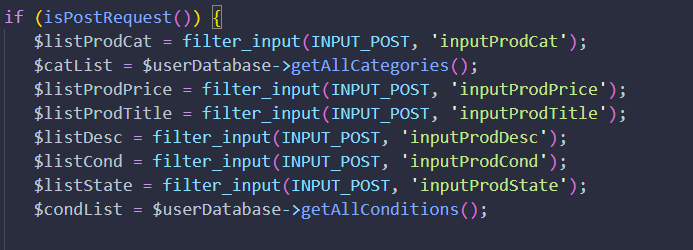 if (isPostRequest()) {
$listProdCat = filter_input(INPUT_POST, 'inputProdCat');
$catList = $userDatabase->getAllCategories();
$listProdPrice = filter_input(INPUT_POST, 'inputProdPrice');
$listProdTitle = filter_input(INPUT_POST, 'inputProdTitle');
$listDesc = filter_input(INPUT_POST, 'inputProdDesc');
$listCond = filter_input(INPUT_POST, 'inputProdCond');
$listState = filter_input(INPUT_POST, 'inputProdState');
$condList = $userDatabase->getAllConditions();